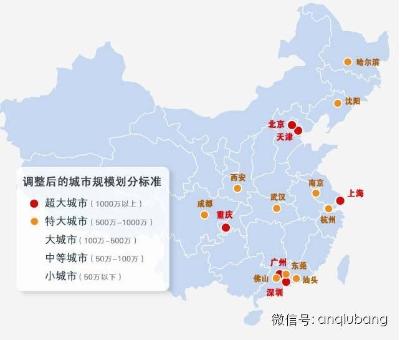 哈尔滨
沈阳
北京
天津
西安
成都
重庆
武汉
南京
上海
杭州
广州
东莞
佛山
汕头
深圳
调整后的城市规模划分标准
超大城市(1000万以上)
特大城市(500万-1000万)
大城市(100万-500万)
中等城市(50万-100万)
小城市(50万以下)
微信号: anqiubang